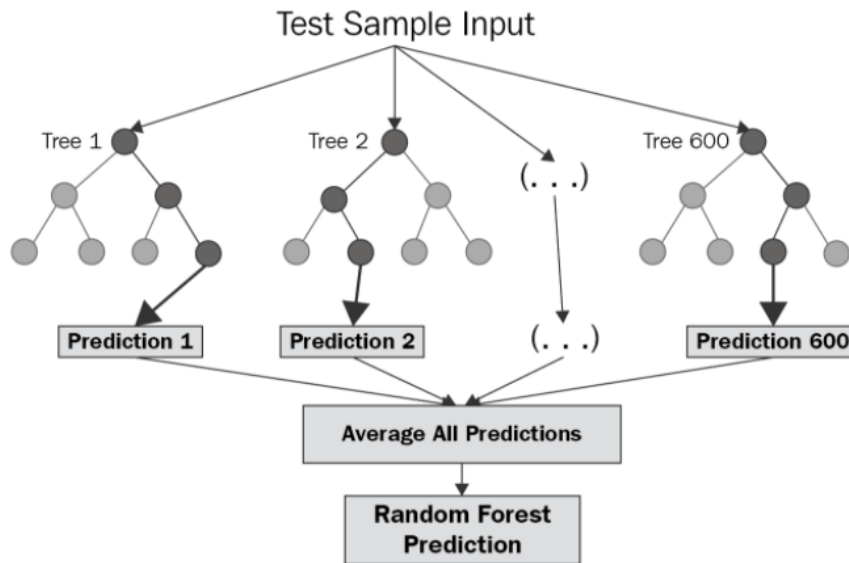 Test Sample Input
Tree 1
Tree 2
Tree 600
(. . .)
Prediction 1
Prediction 2
(. . .)
Prediction 600
Average All Predictions
Random Forest
Prediction